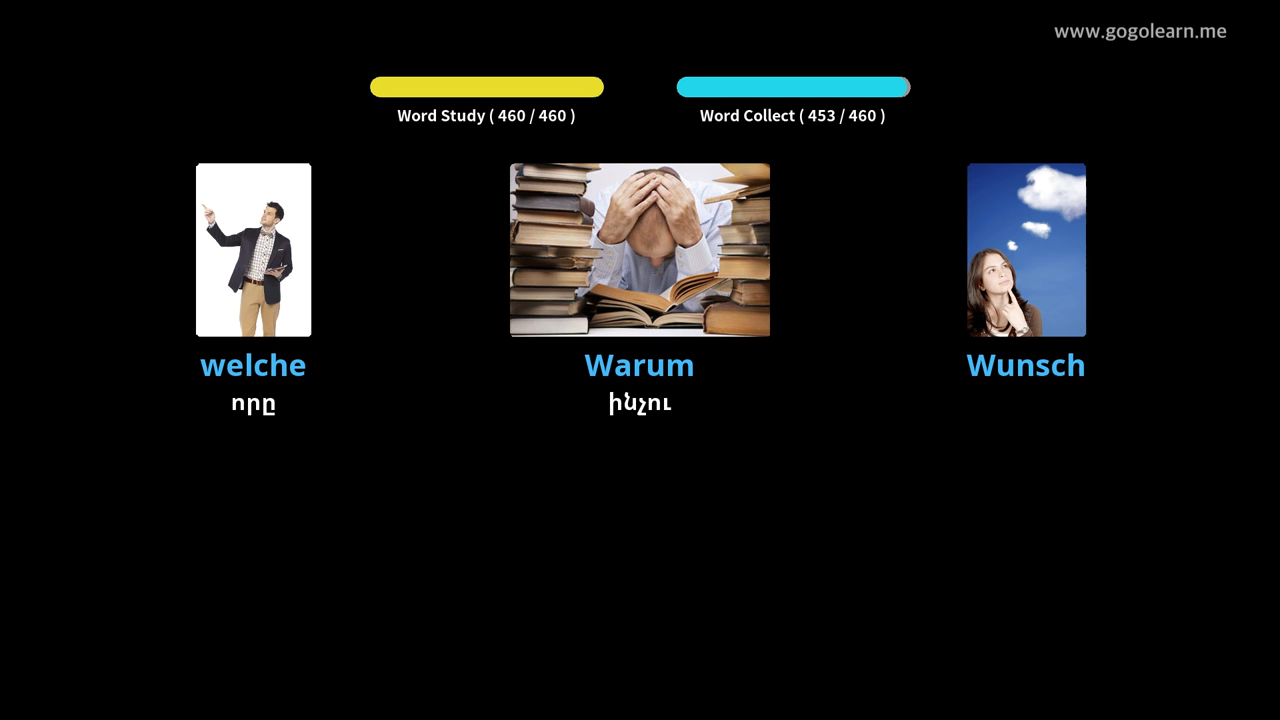 www.gogolearn.me
Word Study ( 460 / 460 )
Word Collect ( 453 / 460 )
welche
Warum
Wunsch
որը
ինչու